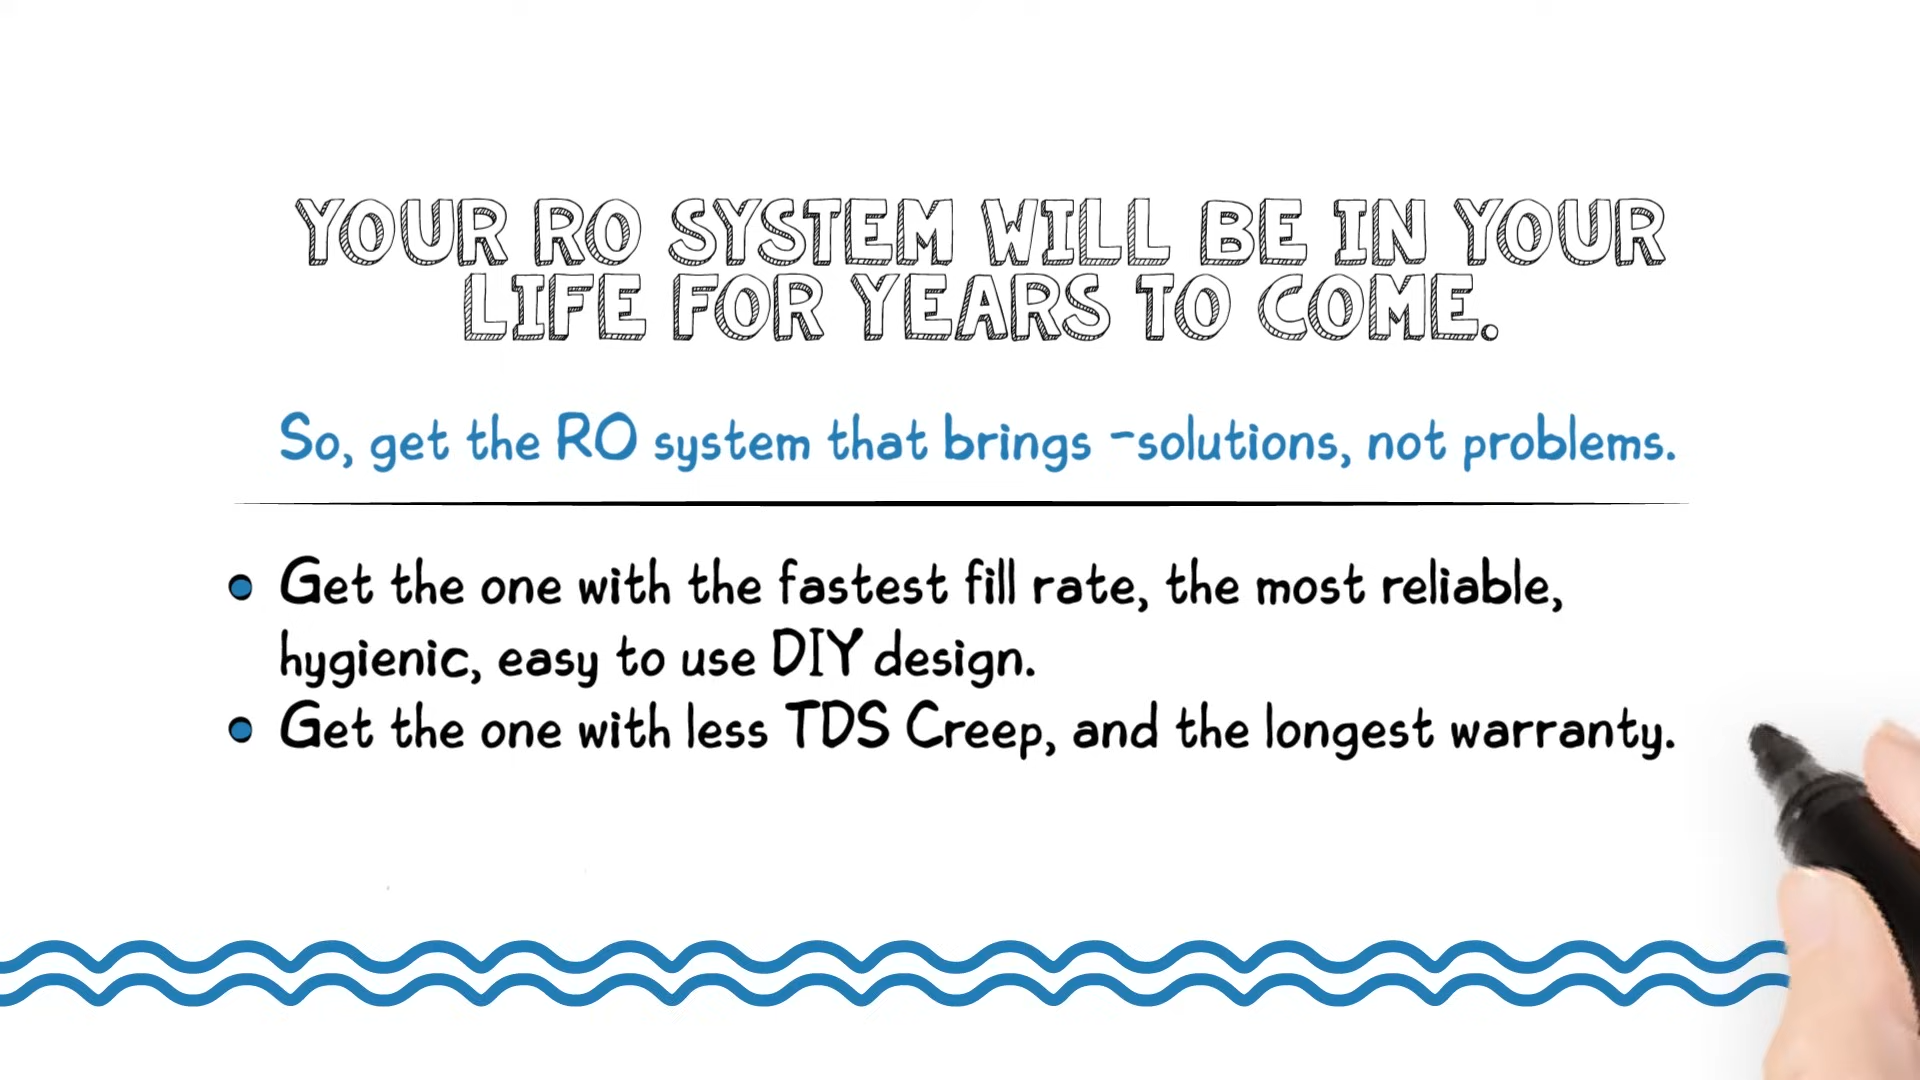 YOUR RO SYSTEM WILL BE IN YOUR
LIFE FOR YEARS TO COME.
So, get the RO system that brings -solutions, not problems.
Get the one with the fastest fill rate, the most reliable,
hygienic, easy to use DIY design.
Get the one with less TDS Creep, and the longest warranty.